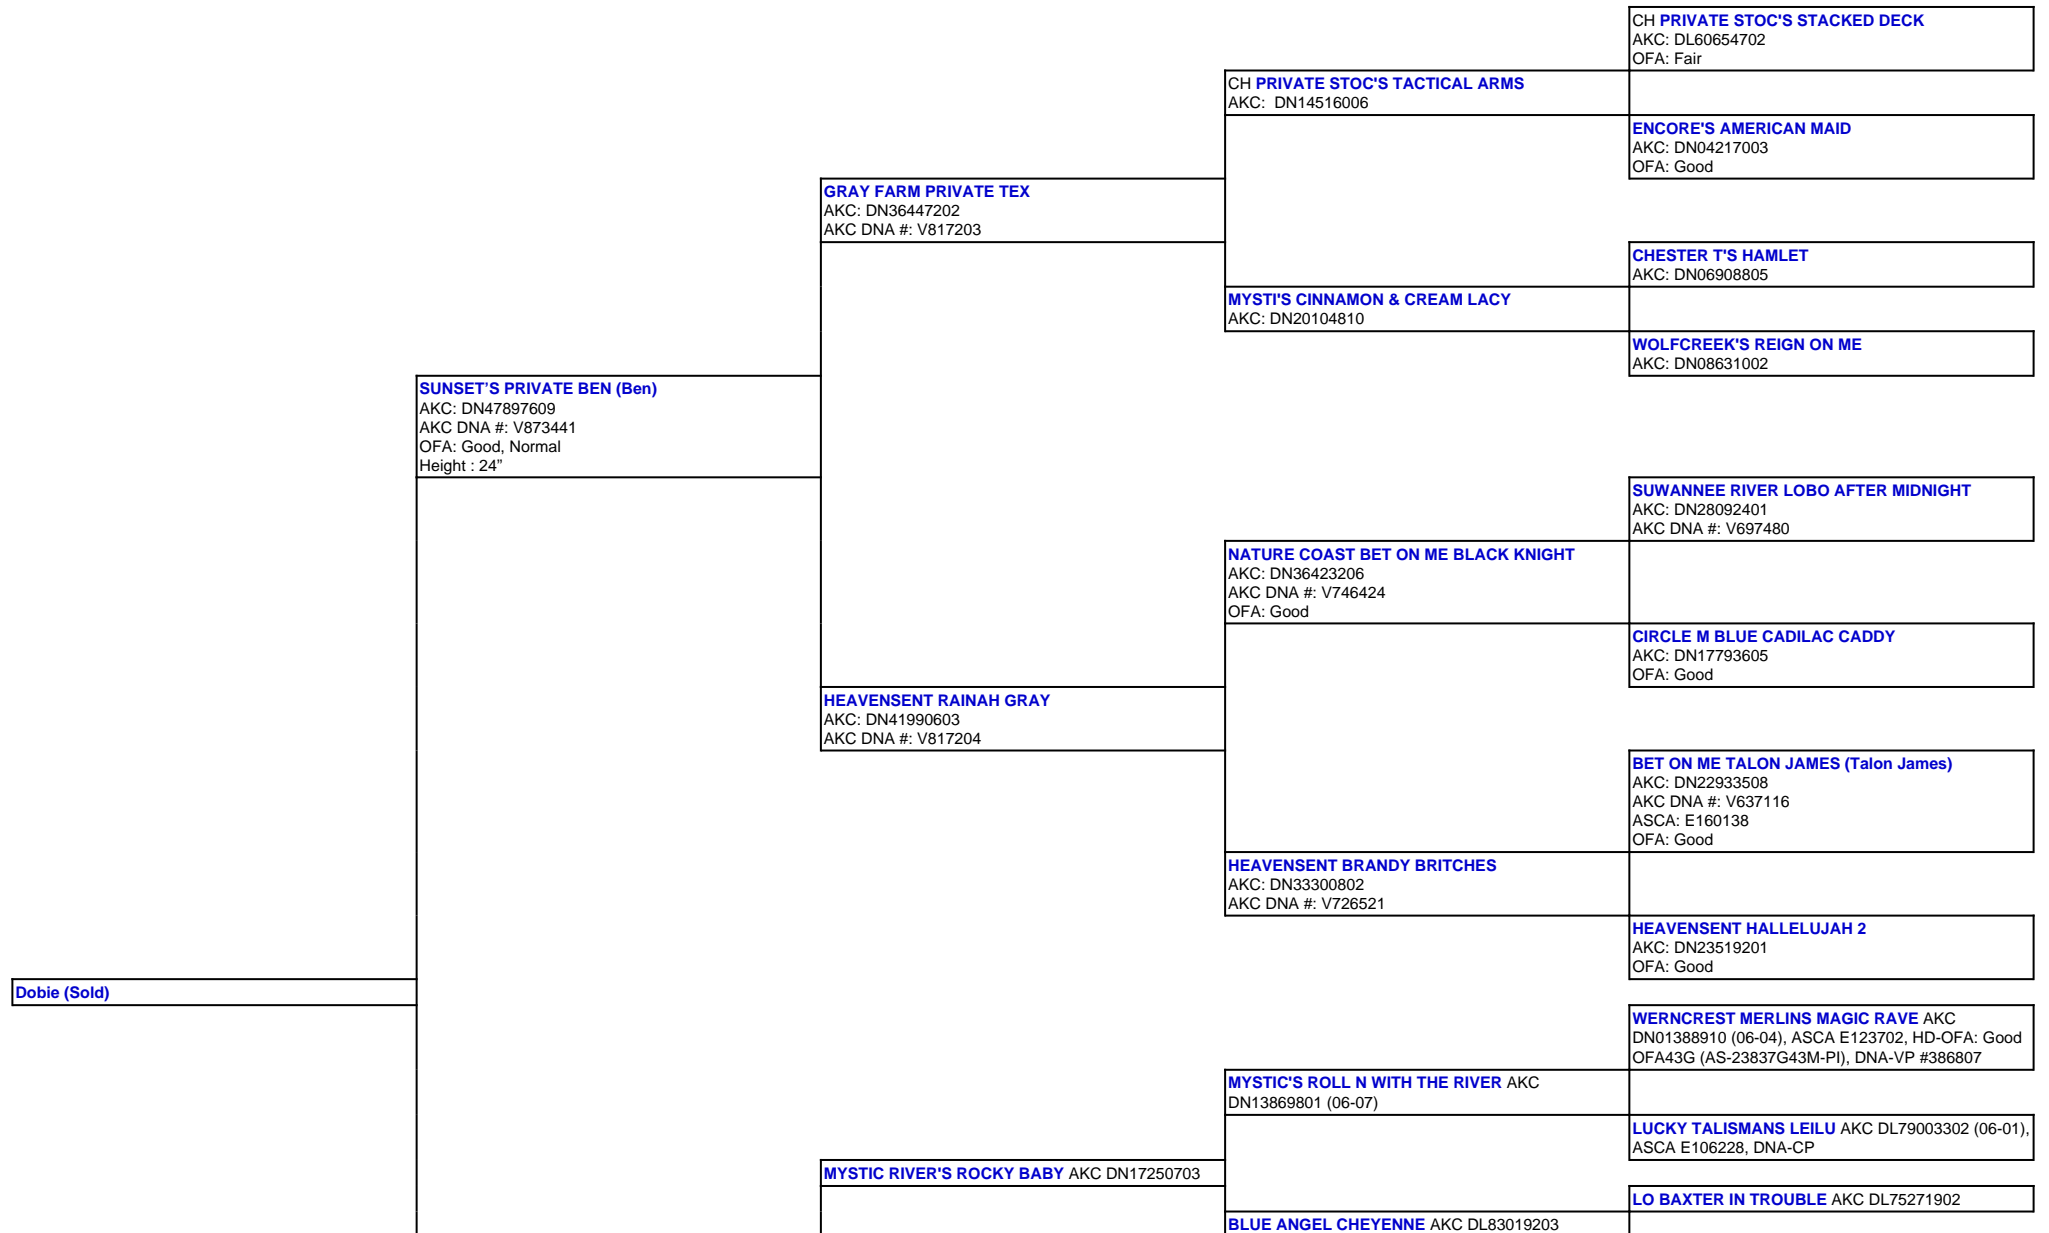 CH PRIVATE STOC'S STACKED DECK
AKC: DL60654702
OFA: Fair
CH PRIVATE STOC'S TACTICAL ARMS
AKC:  DN14516006
ENCORE'S AMERICAN MAID
AKC: DN04217003
OFA: Good
GRAY FARM PRIVATE TEX
AKC: DN36447202
AKC DNA #: V817203
CHESTER T'S HAMLET
AKC: DN06908805
MYSTI'S CINNAMON & CREAM LACY
AKC: DN20104810
WOLFCREEK'S REIGN ON ME
AKC: DN08631002
SUNSET’S PRIVATE BEN (Ben)
AKC: DN47897609
AKC DNA #: V873441
OFA: Good, Normal
Height : 24”
SUWANNEE RIVER LOBO AFTER MIDNIGHT
AKC: DN28092401
AKC DNA #: V697480
NATURE COAST BET ON ME BLACK KNIGHT
AKC: DN36423206
AKC DNA #: V746424
OFA: Good
CIRCLE M BLUE CADILAC CADDY
AKC: DN17793605
OFA: Good
HEAVENSENT RAINAH GRAY
AKC: DN41990603
AKC DNA #: V817204
BET ON ME TALON JAMES (Talon James)
AKC: DN22933508
AKC DNA #: V637116
ASCA: E160138
OFA: Good
HEAVENSENT BRANDY BRITCHES
AKC: DN33300802
AKC DNA #: V726521
HEAVENSENT HALLELUJAH 2
AKC: DN23519201
OFA: Good
Dobie (Sold)
WERNCREST MERLINS MAGIC RAVE AKC
DN01388910 (06-04), ASCA E123702, HD-OFA: Good
OFA43G (AS-23837G43M-PI), DNA-VP #386807
MYSTIC'S ROLL N WITH THE RIVER AKC
DN13869801 (06-07)
LUCKY TALISMANS LEILU AKC DL79003302 (06-01),
ASCA E106228, DNA-CP
MYSTIC RIVER'S ROCKY BABY AKC DN17250703
LO BAXTER IN TROUBLE AKC DL75271902
BLUE ANGEL CHEYENNE AKC DL83019203